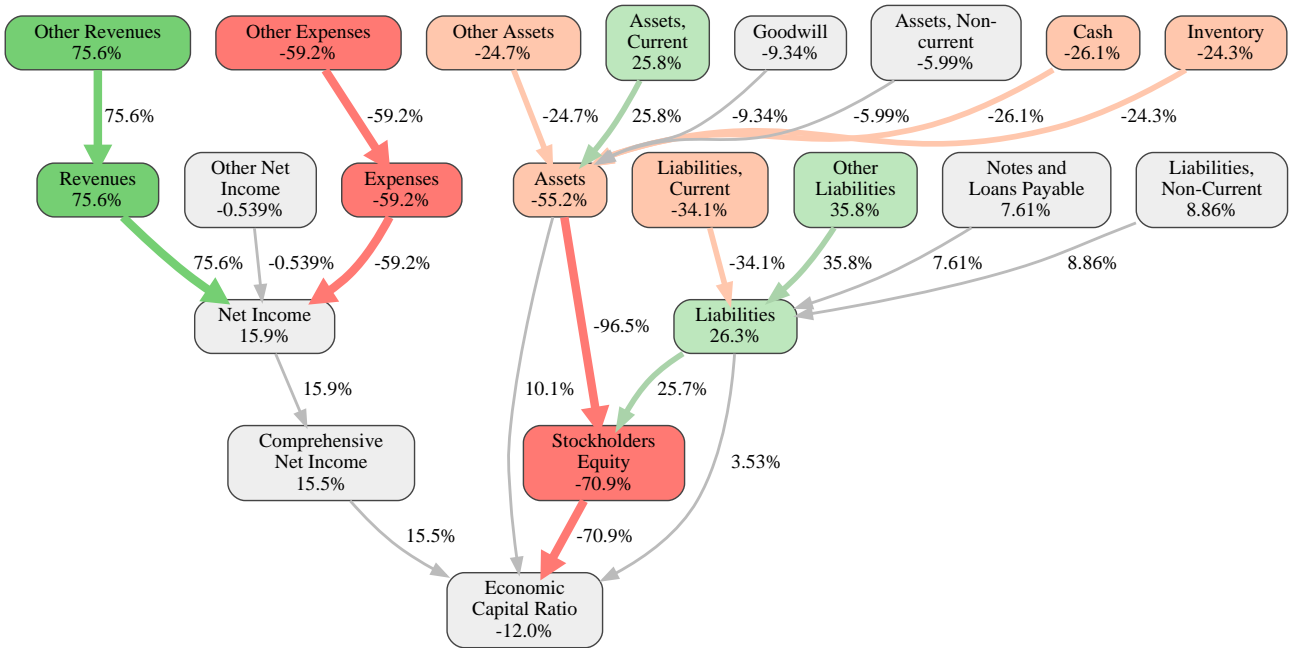 Other Revenues
75.6%
Other Expenses
-59.2%
Other Assets
-24.7%
Assets,
Current
25.8%
Goodwill
-9.34%
Assets, Non-
current
-5.99%
Cash
-26.1%
Inventory
-24.3%
75.6%
-59.2%
-24.7%
25.8%
-9.34%
-5.99%
-26.1%
-24.3%
Revenues
75.6%
Other Net
Income
-0.539%
Expenses
-59.2%
Assets
-55.2%
Liabilities,
Current
-34.1%
Other
Liabilities
35.8%
Notes and
Loans Payable
7.61%
Liabilities,
Non-Current
8.86%
75.6%
-0.539%
-59.2%
-34.1%
35.8%
7.61%
8.86%
Net Income
15.9%
-96.5%
Liabilities
26.3%
15.9%
10.1%
25.7%
Comprehensive
Net Income
15.5%
Stockholders
Equity
-70.9%
3.53%
15.5%
-70.9%
Economic
Capital Ratio
-12.0%